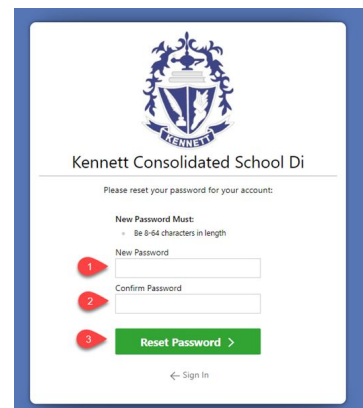 KENNETT
Kennett Consolidated School Di
Please reset your password for your account:
New Password Must:
Be 8-64 characters in length
New Password
1
Confirm Password
2
3
Reset Password >
← Sign In